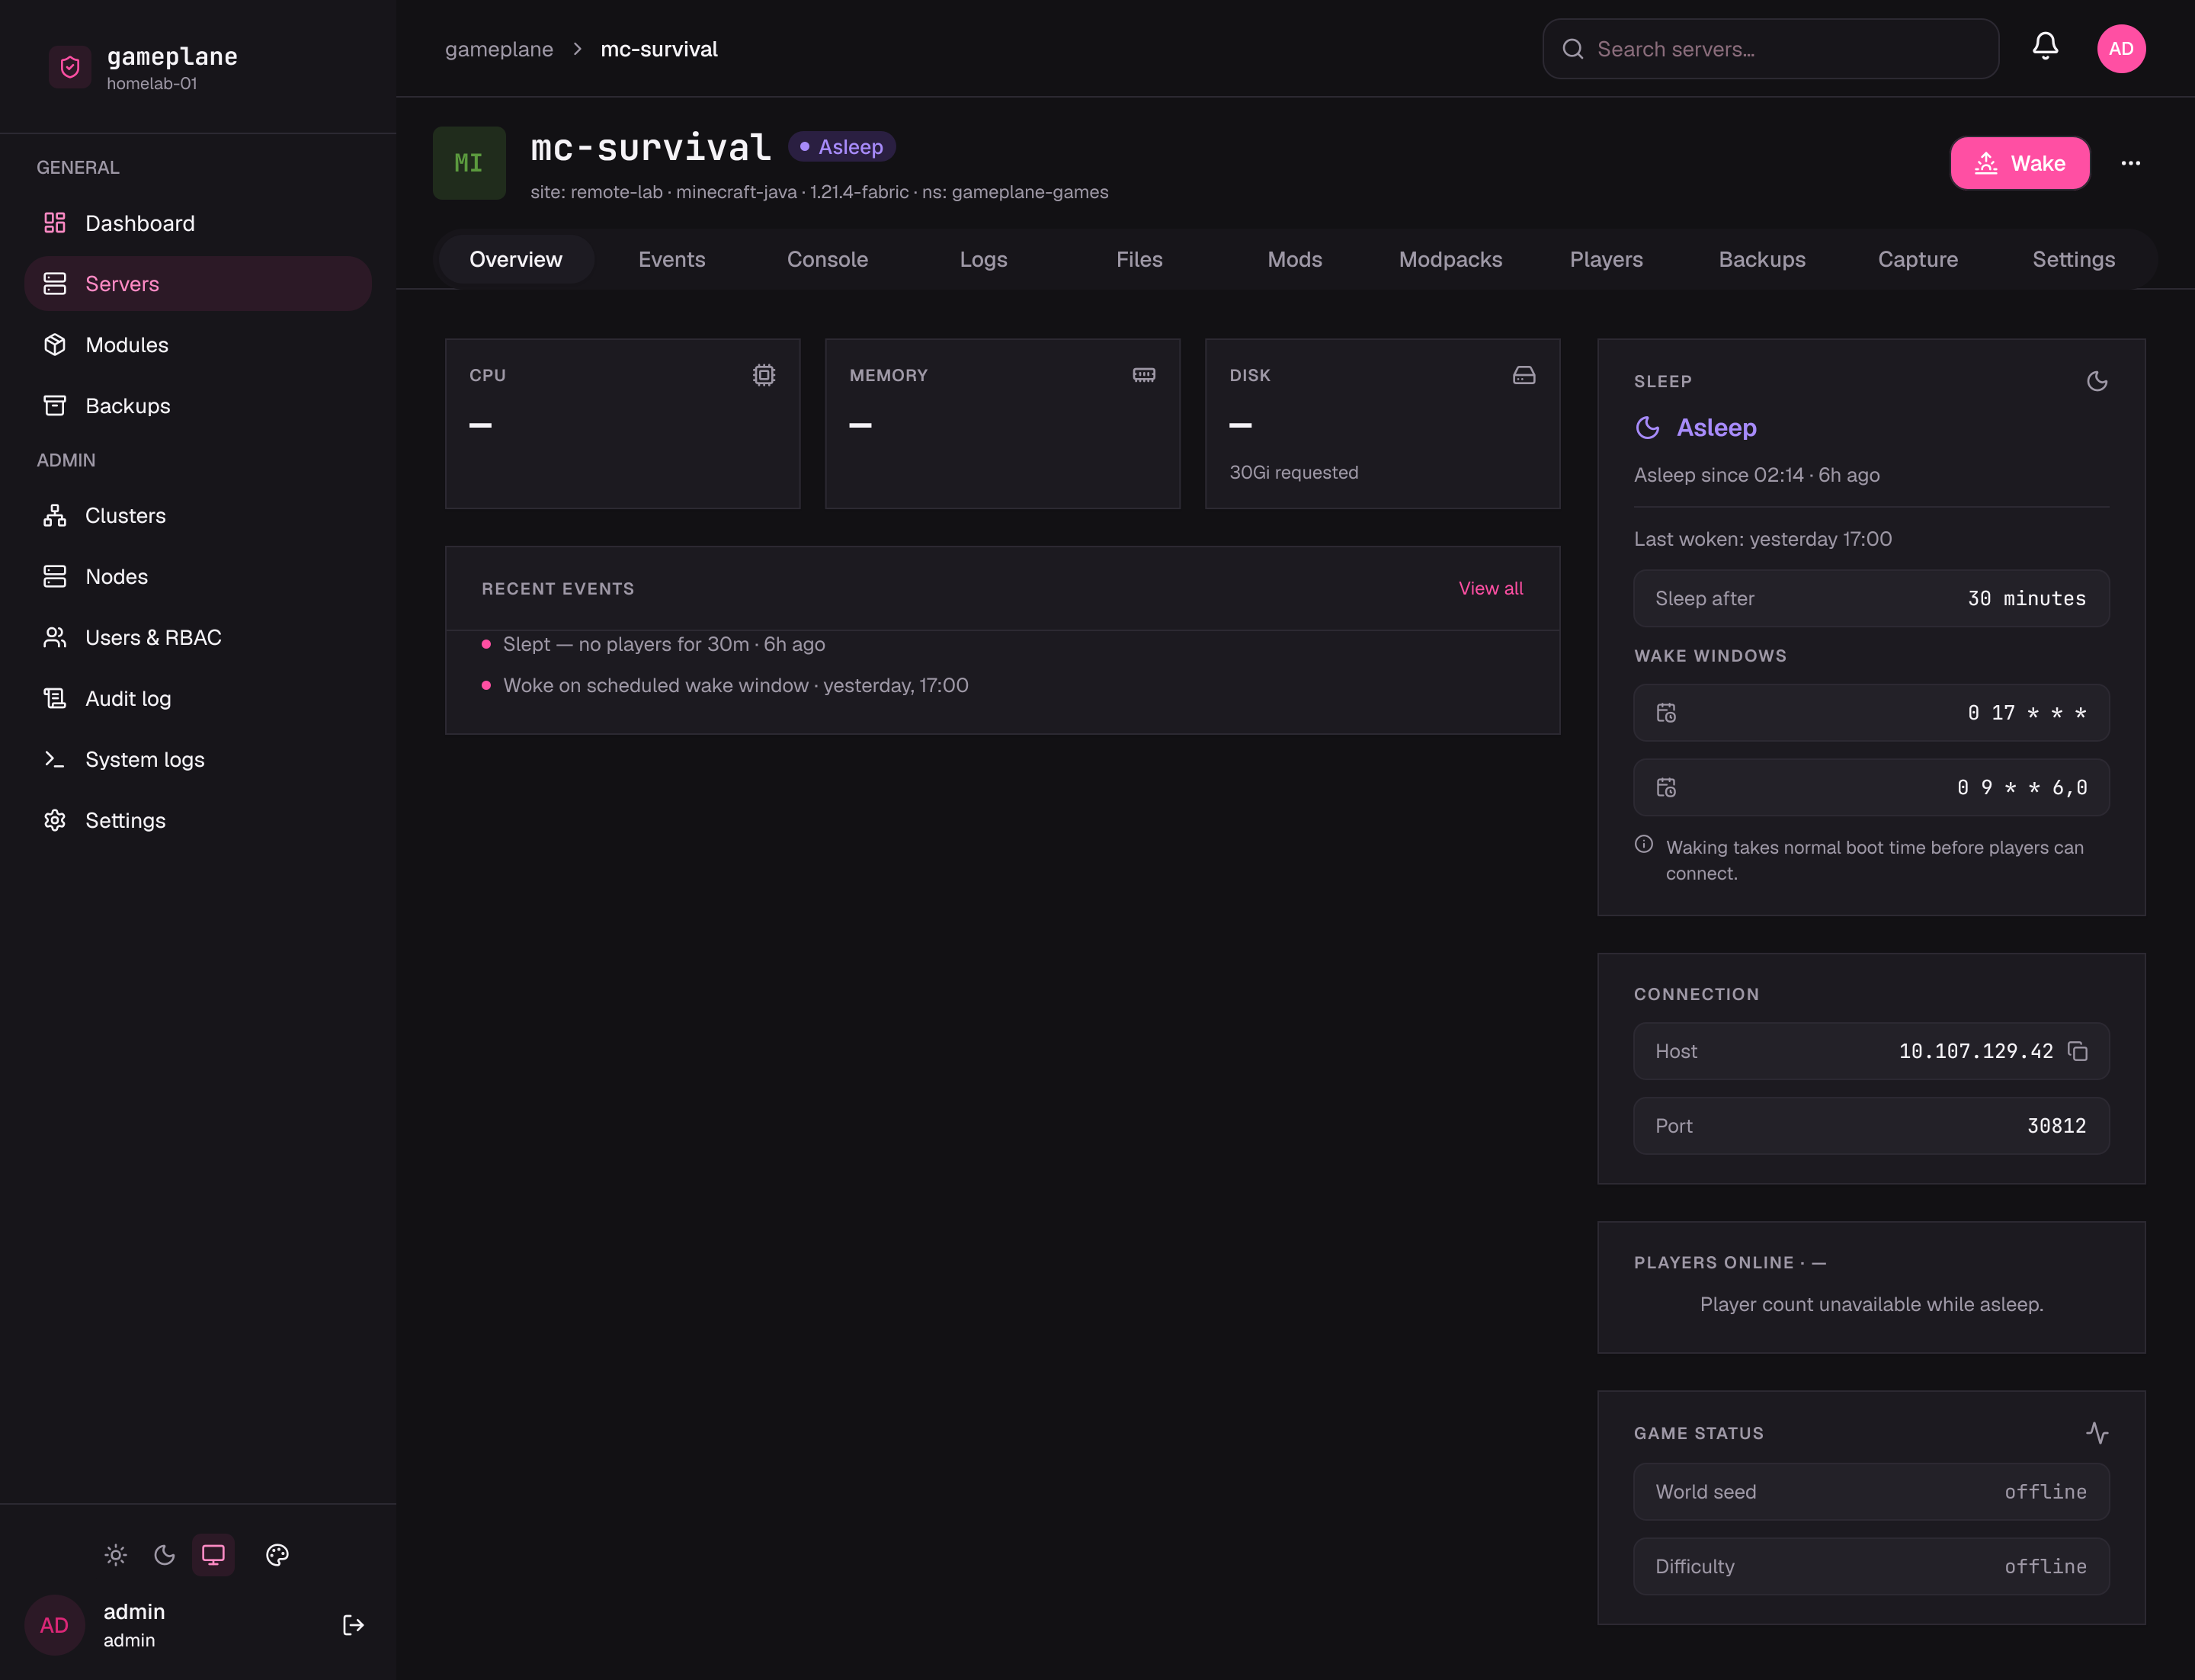 gameplane
homelab-01
GENERAL
Dashboard
Servers
Modules
Backups
ADMIN
Clusters
Nodes
Users & RBAC
Audit log
System logs
Settings
AD
admin
admin
gameplane > mc-survival
Search servers...
AD
MI
mc-survival
Asleep
site: remote-lab · minecraft-java · 1.21.4-fabric · ns: gameplane-games
Wake
Overview Events Console Logs Files Mods Modpacks Players Backups Capture Settings
CPU
—
MEMORY
—
DISK
—
30Gi requested
RECENT EVENTS
View all
Slept — no players for 30m · 6h ago
Woke on scheduled wake window · yesterday, 17:00
SLEEP
Asleep
Asleep since 02:14 · 6h ago
Last woken: yesterday 17:00
Sleep after 30 minutes
WAKE WINDOWS
0 17 * * *
0 9 * * 6,0
Waking takes normal boot time before players can
connect.
CONNECTION
Host 10.107.129.42
Port 30812
PLAYERS ONLINE · —
Player count unavailable while asleep.
GAME STATUS
World seed offline
Difficulty offline